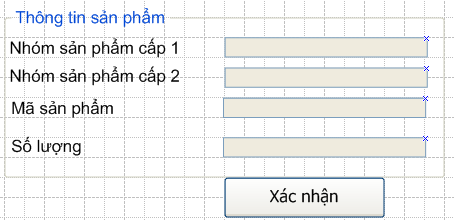 Thông tin sản phẩm
Nhóm sản phẩm cấp 1
Nhóm sản phẩm cấp 2
Mã sản phẩm
Số lượng
Xác nhận